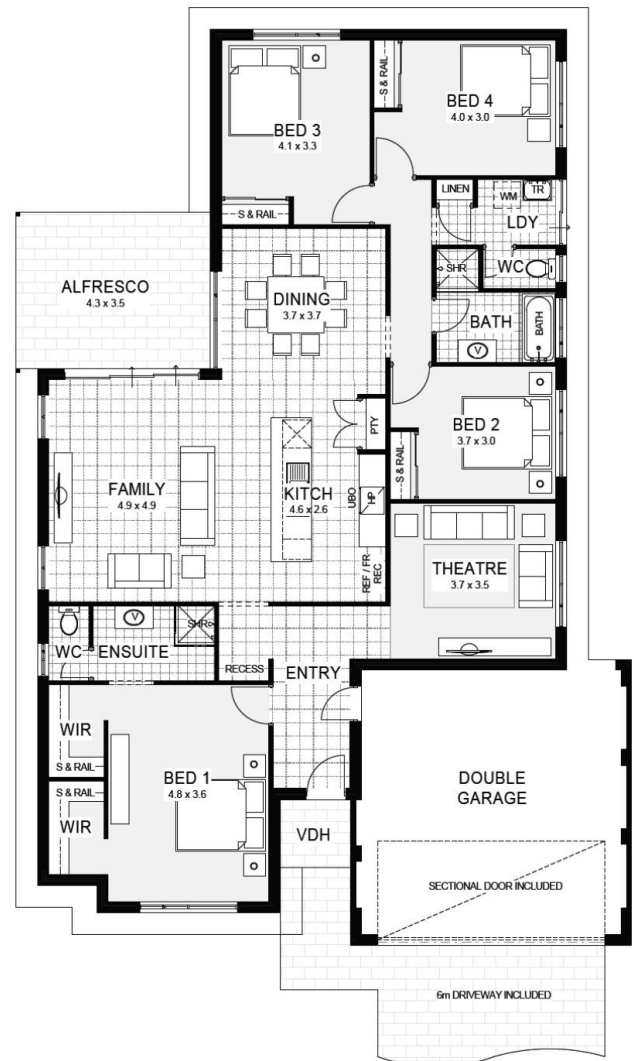 BED 3
4.1 x 3.3
S & RAIL
S & RAIL
BED 4
4.0 x 3.0
LINEN
WM
TR
LDY
SHR
WC
BATH
BATH
V
ALFRESCO
4.3 x 3.5
DINING
3.7 x 3.7
PTY
BED 2
3.7 x 3.0
S & RAIL
FAMILY
4.9 x 4.9
KITCH
4.6 x 2.6
UBO
HP
REF / FR
REC
THEATRE
3.7 x 3.5
WC
ENSUITE
V
SHR
RECESS
ENTRY
WIR
S & RAIL
S & RAIL
WIR
BED 1
4.8 x 3.6
VDH
DOUBLE
GARAGE
SECTIONAL DOOR INCLUDED
6m DRIVEWAY INCLUDED